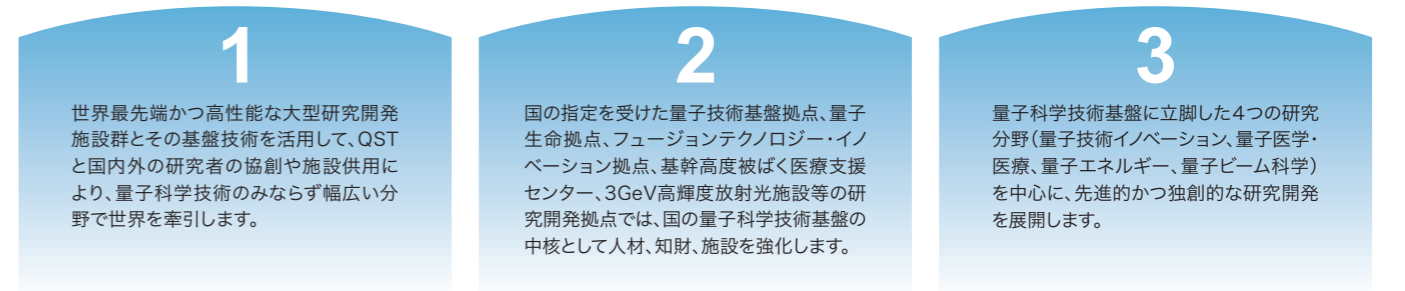 1
世界最先端かつ高性能な大型研究開発
施設群とその基盤技術を活用して、QST
と国内外の研究者の協創や施設供用に
より、量子科学技術のみならず幅広い分
野で世界を牽引します。
2
国の指定を受けた量子技術基盤拠点、量子
生命拠点、フュージョンテクノロジー・イノ
ベーション拠点、基幹高度被ばく医療支援
センター、3GeV高輝度放射光施設等の研
究開発拠点では、国の量子科学技術基盤の
中核として人材、知財、施設を強化します。
3
量子科学技術基盤に立脚した4つの研究
分野(量子技術イノベーション、量子医学・
医療、量子エネルギー、量子ビーム科学)
を中心に、先進的かつ独創的な研究開発
を展開します。